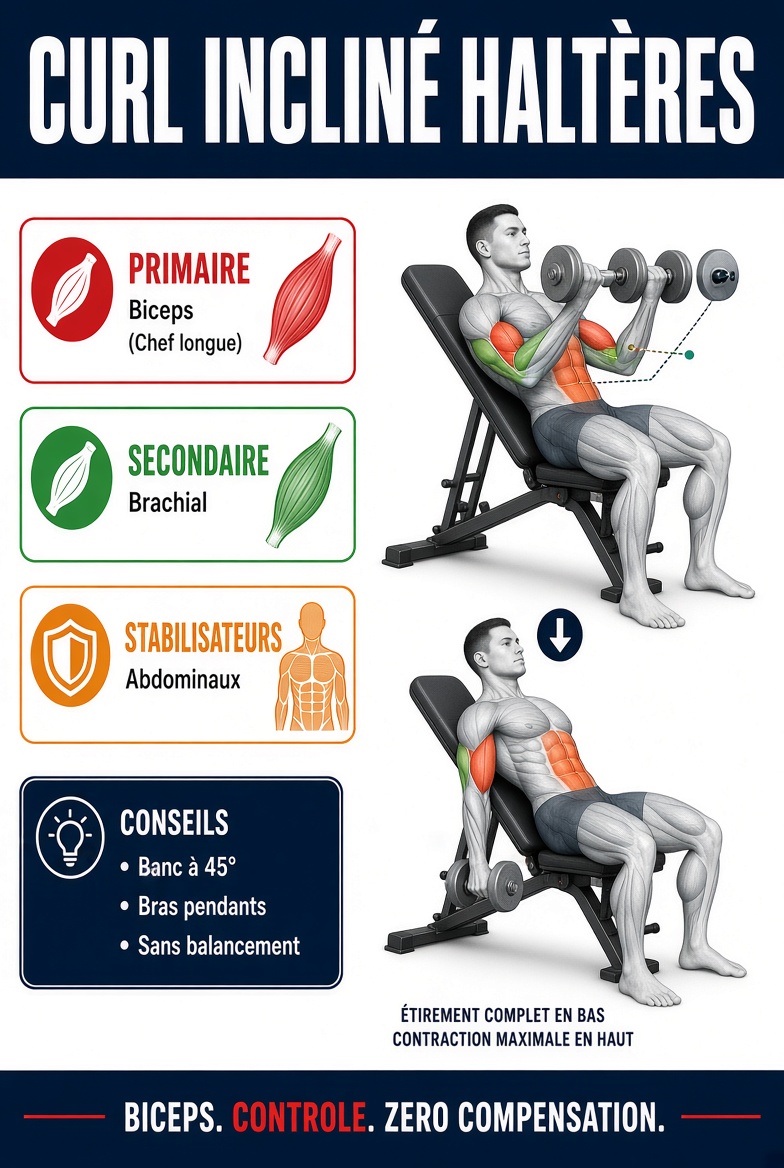 CURL INCLINÉ HALTÈRES
PRIMAIRE
Biceps
(Chef longue)
SECONDAIRE
Brachial
STABILISATEURS
Abdominaux
CONSEILS
• Banc à 45°
• Bras pendants
• Sans balancement
ÉTIREMENT COMPLET EN BAS
CONTRACTION MAXIMALE EN HAUT
BICEPS. CONTROLE. ZERO COMPENSATION.